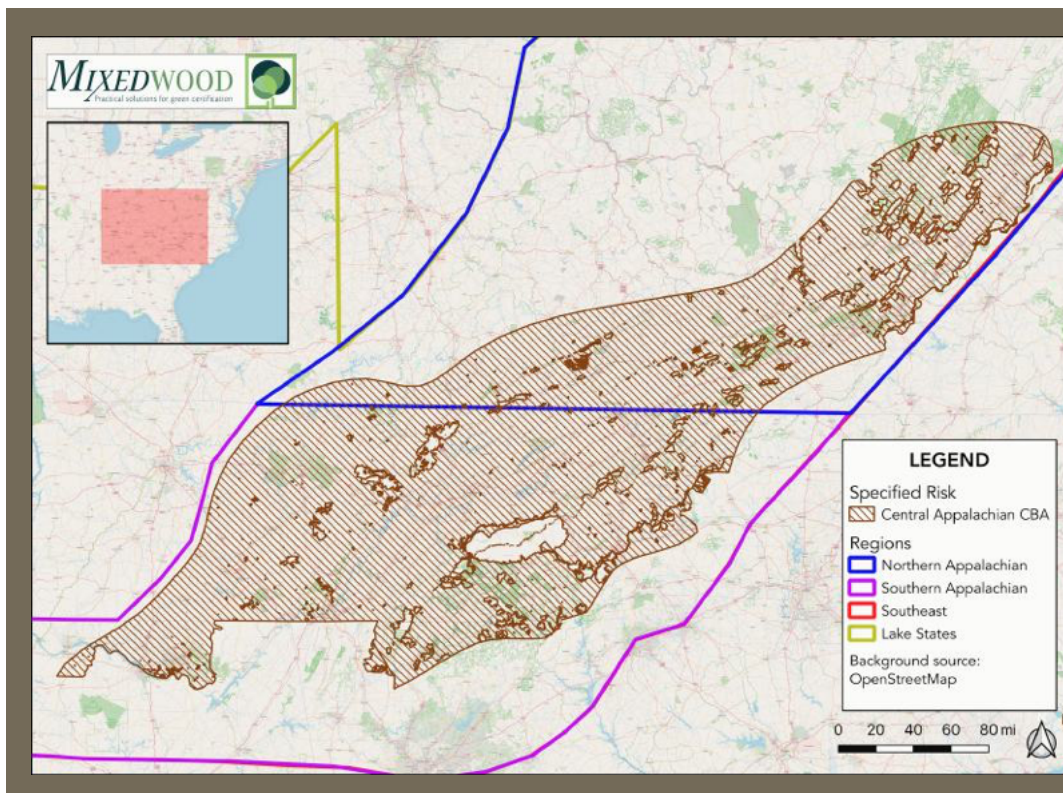 MIXEDWOOD
Practical solutions for green certification
LEGEND
Specified Risk
Central Appalachian CBA
Regions
Northern Appalachian
Southern Appalachian
Southeast
Lake States
Background source:
OpenStreetMap
0 20 40 60 80 mi